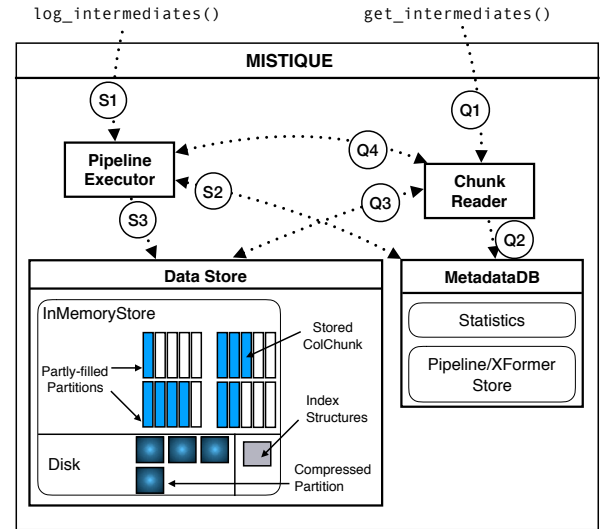 log_intermediates()
get_intermediates()
MISTIQUE
S1
Q1
Pipeline
Executor
Q4
Chunk
Reader
S2
Q3
S3
Q2
Data Store
MetadataDB
InMemoryStore
Stored
ColChunk
Statistics
Partly-filled
Partitions
Pipeline/XFormer
Store
Index
Structures
Disk
Compressed
Partition